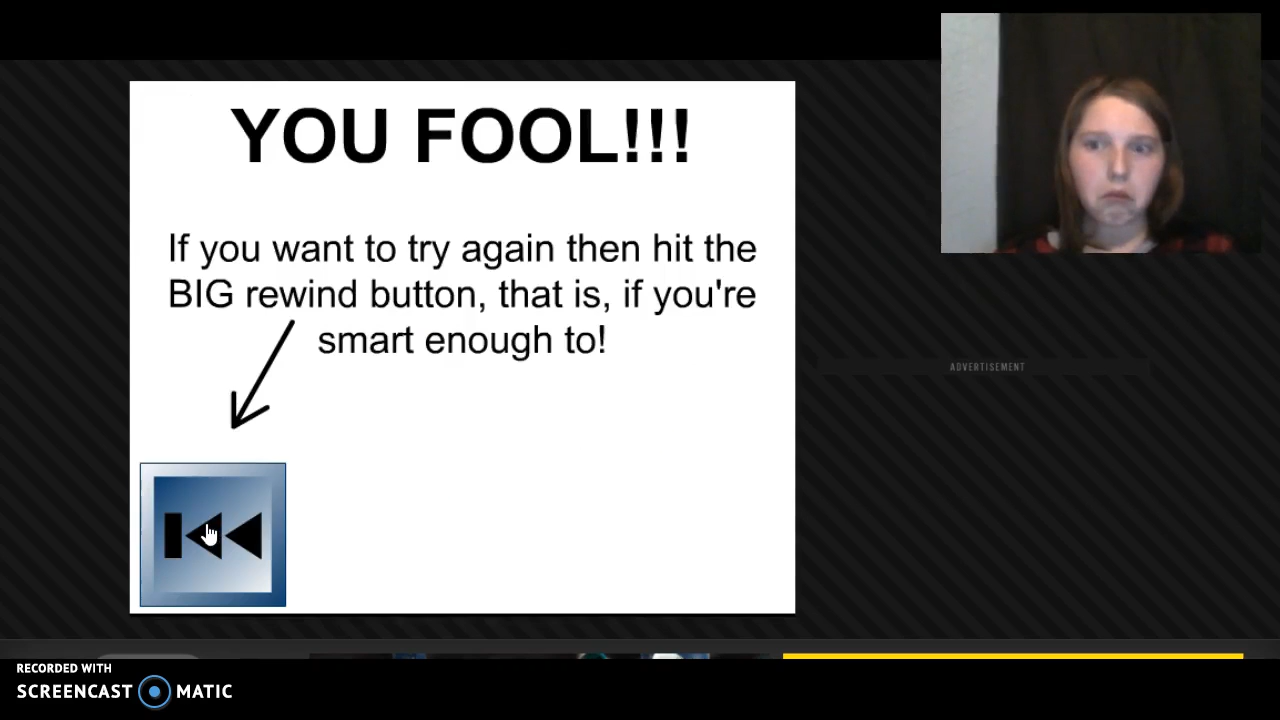 YOU FOOL!!!
If you want to try again then hit the
BIG rewind button, that is, if you're
smart enough to!
ADVERTISEMENT
RECORDED WITH
SCREENCAST MATIC